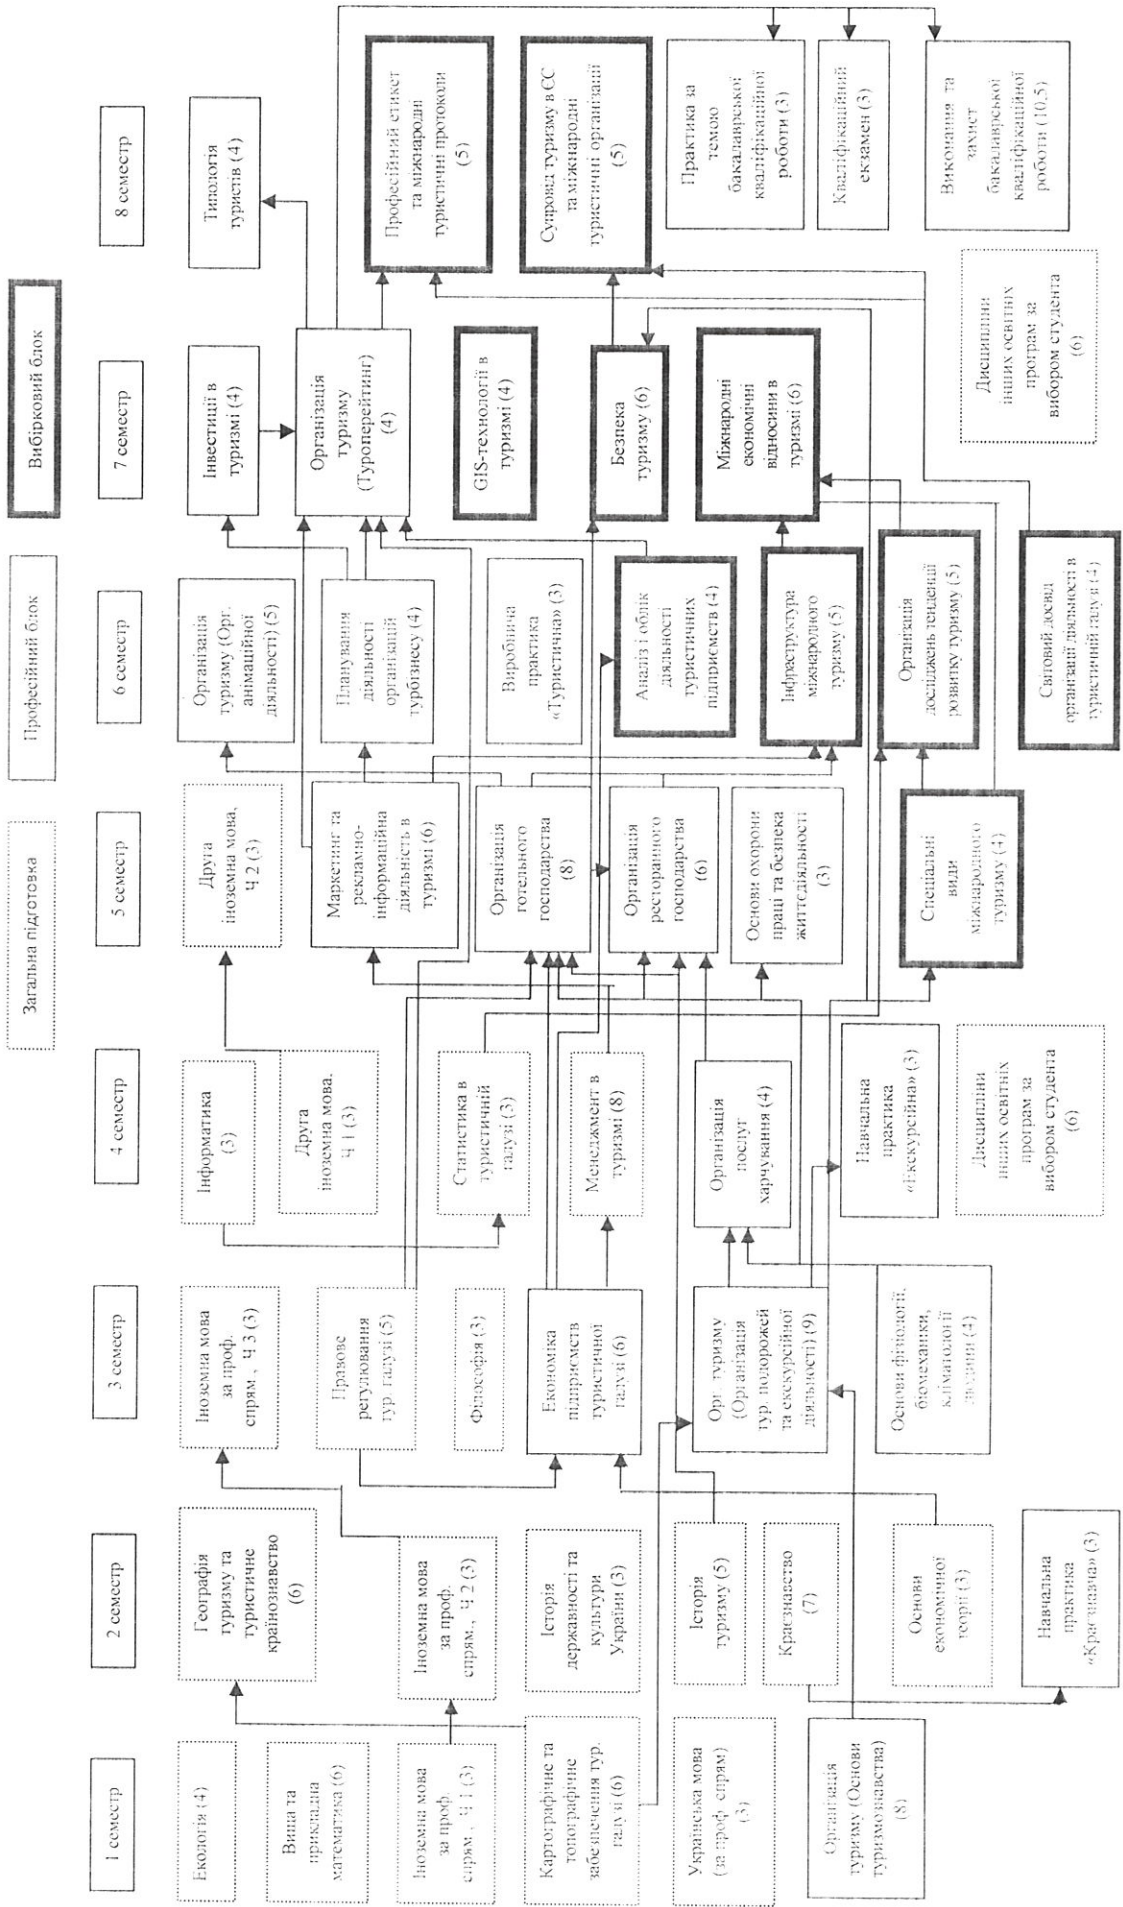 Загальна підготовка
Професійний блок
Вибірковий блок
1 семестр
2 семестр
3 семестр
4 семестр
5 семестр
6 семестр
7 семестр
8 семестр
Екологія (4)
Вища та
прикладна
математика (6)
Іноземна мова
за проф.
спрям., Ч 1 (3)
Картографічне та
топографічне
забезпечення тур.
галузі (6)
Українська мова
(за проф. спрям)
(3)
Організація
туризму (Основи
туризмознавства)
(8)
Географія
туризму та
туристичне
країнознавство
(6)
Іноземна мова
за проф.
спрям., Ч 2 (3)
Історія
державності та
культури
України (3)
Історія
туризму (5)
Краєзнавство
(7)
Основи
економічної
теорії (3)
Навчальна
практика
«Краєзнавча» (3)
Іноземна мова
за проф.
спрям., Ч 3 (3)
Правове
регулювання
тур. галузі (5)
Філософія (3)
Економіка
підприємств
туристичної
галузі (6)
Орг. туризму
(Організація
тур. подорожей
та екскурсійної
діяльності) (9)
Основи фізіології,
біомеханіки,
кліматології
людини (4)
Інформатика
(3)
Друга
іноземна мова.
Ч 1 (3)
Статистика в
туристичній
галузі (3)
Менеджмент в
туризмі (8)
Організація
послуг
харчування (4)
Навчальна
практика
«Екскурсійна» (3)
Дисципліни
інших освітніх
програм за
вибором студента
(6)
Друга
іноземна мова,
Ч 2 (3)
Маркетинг та
рекламно-
інформаційна
діяльність в
туризмі (6)
Організація
готельного
господарства
(8)
Організація
ресторанного
господарства
(6)
Основи охорони
праці та безпека
життєдіяльності
(3)
Спеціальні
види
міжнародного
туризму (4)
Організація
туризму (Орг.
анімаційної
діяльності) (5)
Планування
діяльності
організацій
турбізнесу (4)
Виробнича
практика
«Туристична» (3)
Аналіз і облік
діяльності
туристичних
підприємств (4)
Інфраструктура
міжнародного
туризму (5)
Організація
досліджень тенденції
розвитку туризму (5)
Світовий досвід
організації діяльності в
туристичній галузі (4)
Інвестиції в
туризмі (4)
Організація
туризму
(Туроперейтинг)
(4)
GIS-технології в
туризмі (4)
Безпека
туризму (6)
Міжнародні
економічні
відносини в
туризмі (6)
Дисципліни
інших освітніх
програм за
вибором студента
(6)
Типологія
туристів (4)
Професійний етикет
та міжнародні
туристичні протоколи
(5)
Супровід туризму в ЄС
та міжнародні
туристичні організації
(5)
Практика за
темою
бакалаврської
кваліфікаційної
роботи (3)
Кваліфікаційний
екзамен (3)
Виконання та
захист
бакалаврської
кваліфікаційної
роботи (10,5)